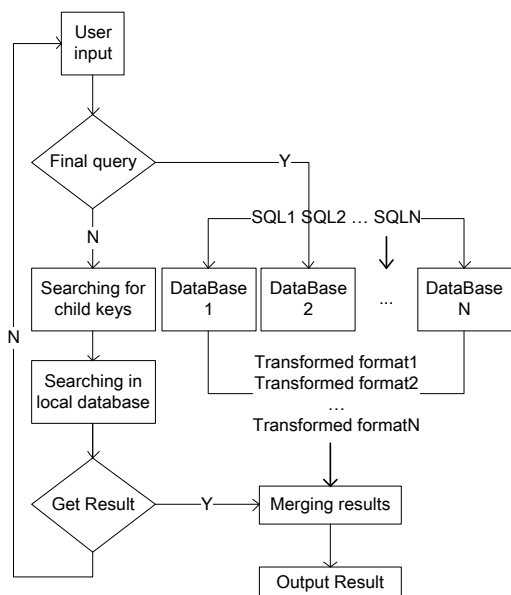 User
input
Final query
Y
N
SQL1 SQL2 ... SQLN
Searching for
child keys
DataBase
1
DataBase
2
...
DataBase
N
N
Searching in
local database
Transformed format1
Transformed format2
...
Transformed formatN
Get Result
Y
Merging results
Output Result